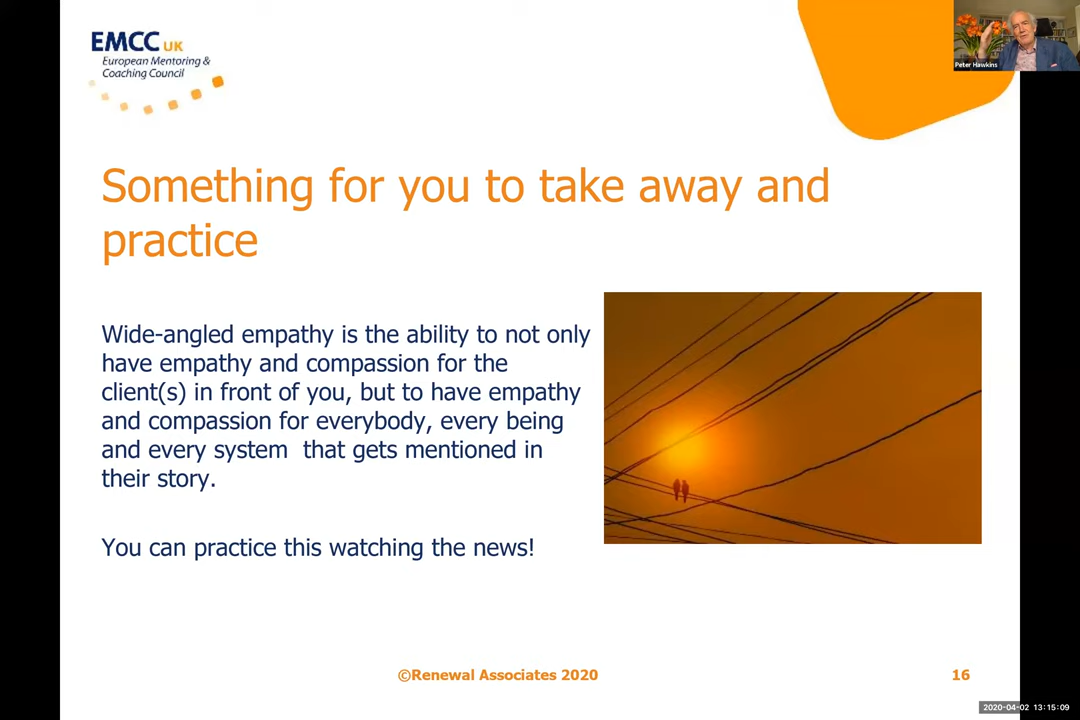 EMCC UK
European Mentoring &
Coaching Council
Peter Hawkins
Something for you to take away and
practice
Wide-angled empathy is the ability to not only
have empathy and compassion for the
client(s) in front of you, but to have empathy
and compassion for everybody, every being
and every system  that gets mentioned in
their story.
You can practice this watching the news!
©Renewal Associates 2020
16
2020-04-02 13:15:09